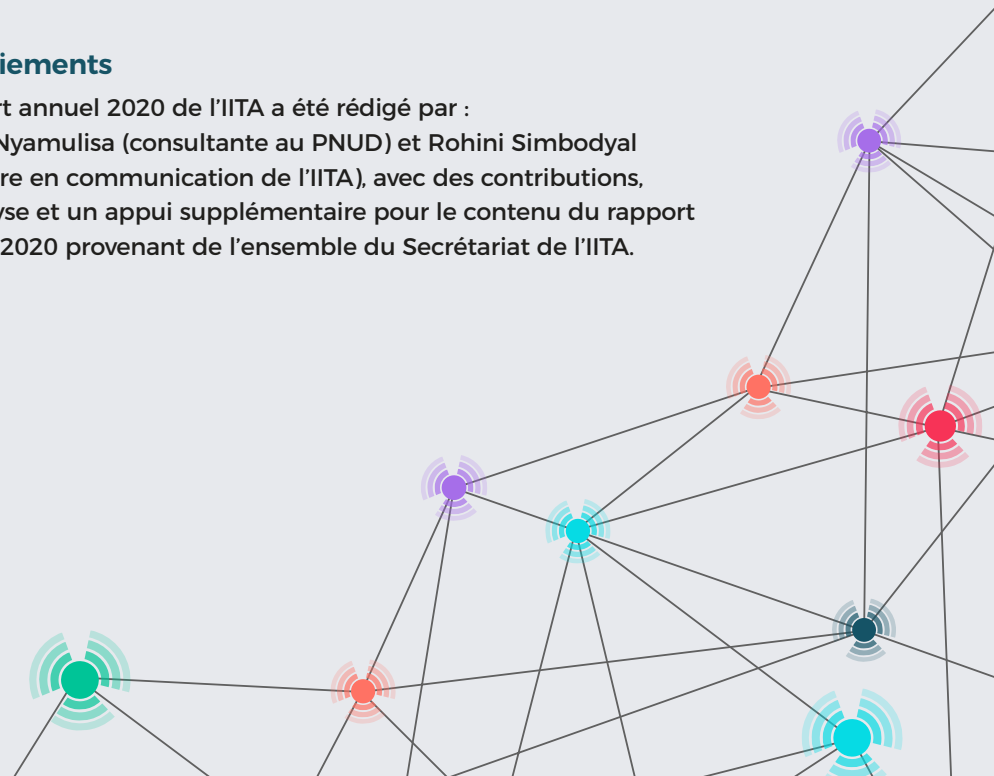 iements
rt annuel 2020 de l’IITA a été rédigé par :
Nyamulisa (consultante au PNUD) et Rohini Simbodyal
re en communication de l’IITA), avec des contributions,
yse et un appui supplémentaire pour le contenu du rapport
2020 provenant de l’ensemble du Secrétariat de l’IITA.